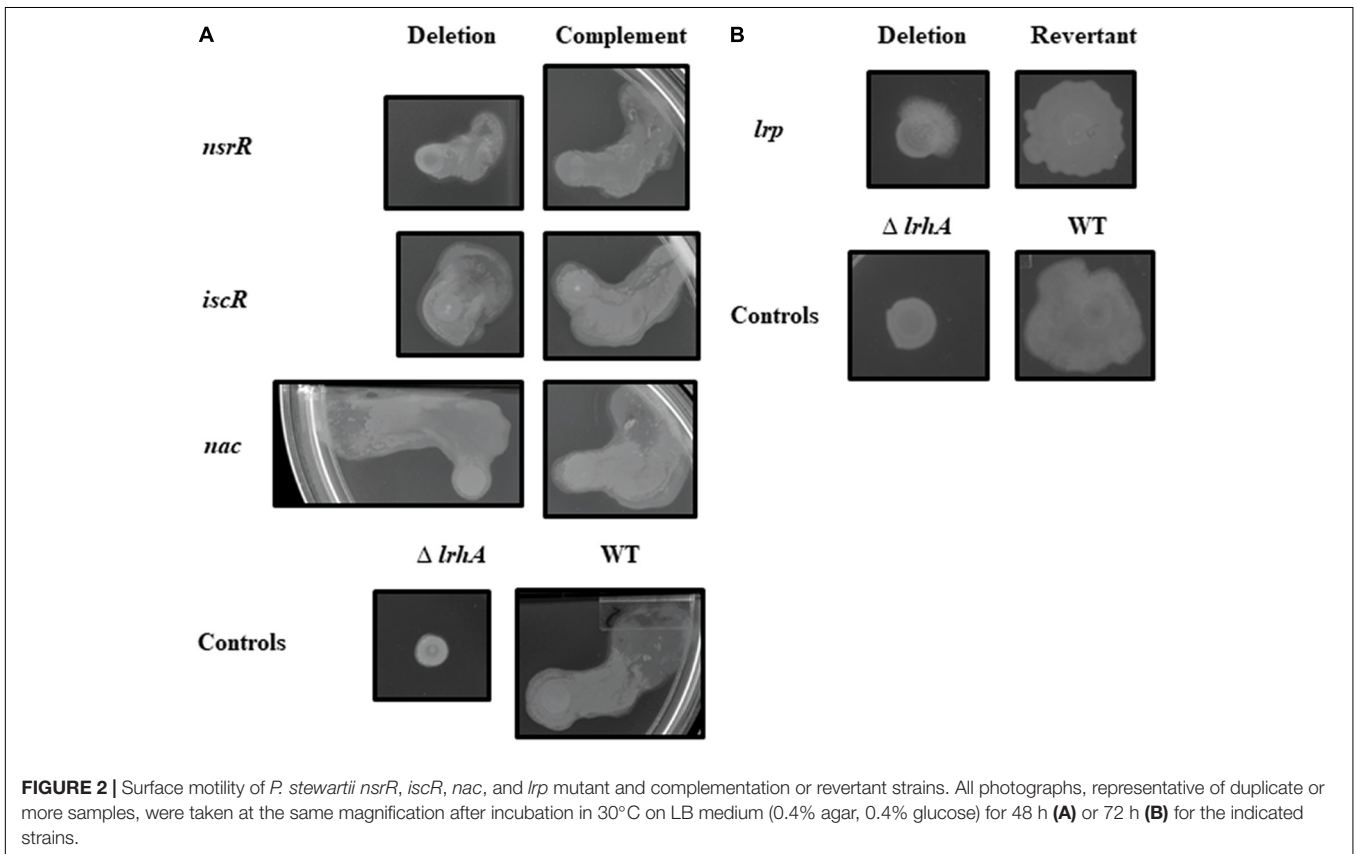 A Deletion Complement B Deletion Revertant
nsrR
lrp
Δ lrhA WT
iscR
Controls
nac
Δ lrhA WT
Controls
FIGURE 2 | Surface motility of P. stewartii nsrR, iscR, nac, and lrp mutant and complementation or revertant strains. All photographs, representative of duplicate or
more samples, were taken at the same magnification after incubation in 30°C on LB medium (0.4% agar, 0.4% glucose) for 48 h (A) or 72 h (B) for the indicated
strains.